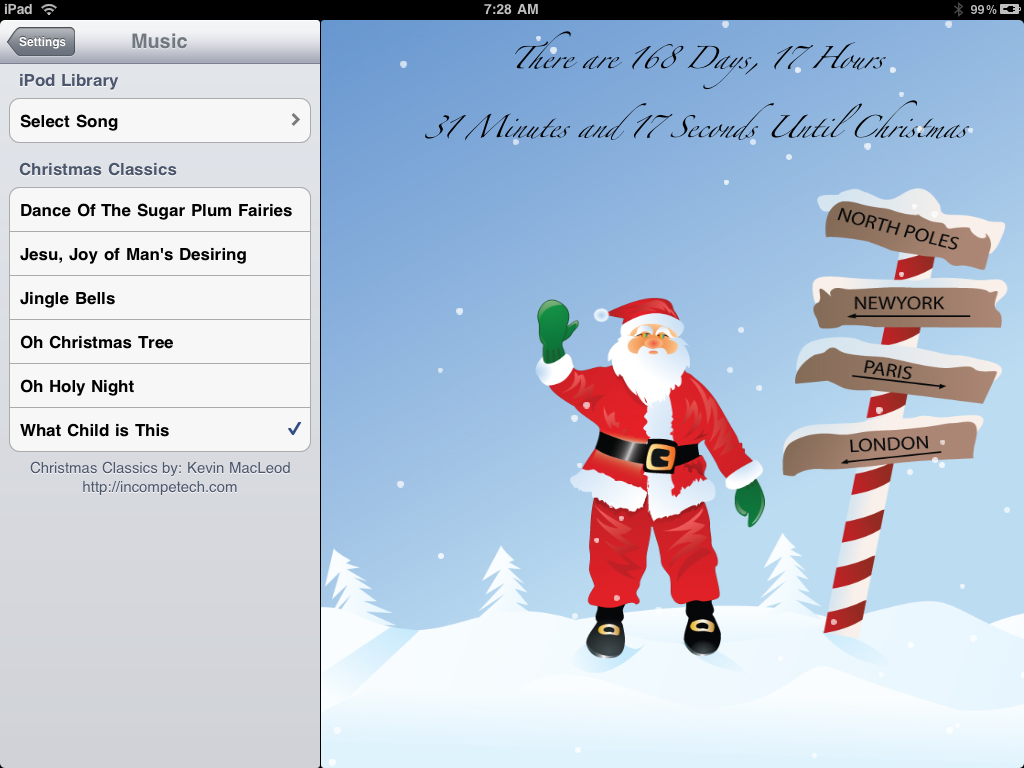 iPad
7:28 AM
99%
Settings
Music
iPod Library
Select Song
Christmas Classics
Dance Of The Sugar Plum Fairies
Jesu, Joy of Man's Desiring
Jingle Bells
Oh Christmas Tree
Oh Holy Night
What Child is This
Christmas Classics by: Kevin MacLeod
http://incompetech.com
There are 168 Days, 17 Hours
31 Minutes and 17 Seconds Until Christmas
NORTH POLES
NEWYORK
PARIS
LONDON